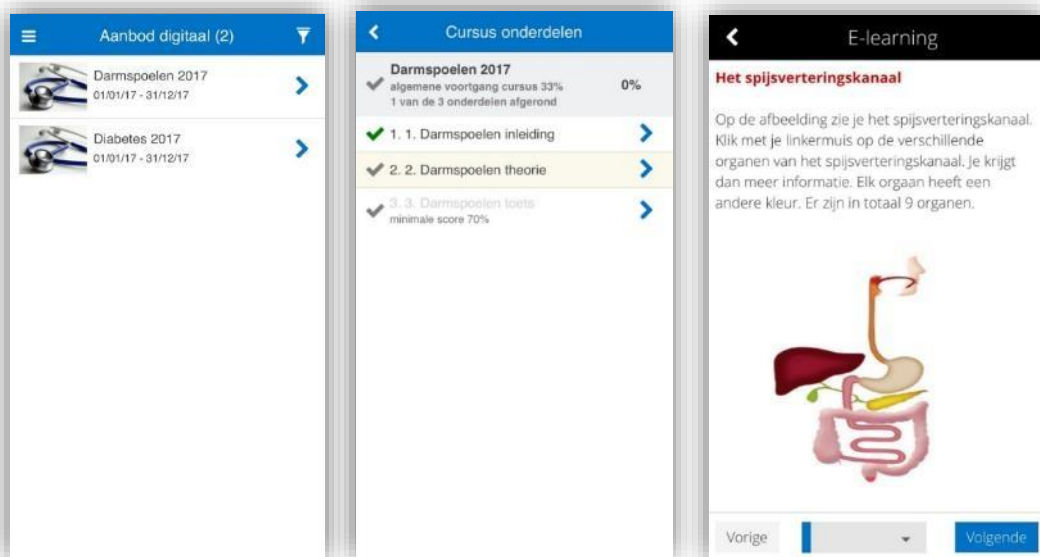 Aanbod digitaal (2)
Darmspoelen 2017
01/01/17 - 31/12/17
Diabetes 2017
01/01/17 - 31/12/17
Cursus onderdelen
Darmspoelen 2017
algemene voortgang cursus 33%
0%
1 van de 3 onderdelen afgerond
1. 1. Darmspoelen inleiding
2. 2. Darmspoelen theorie
3. 3. Darmspoelen toets
minimale score 70%
E-learning
Het spijsverteringskanaal
Op de afbeelding zie je het spijsverteringskanaal.
Klik met je linkermuis op de verschillende
organen van het spijsverteringskanaal. Je krijgt
dan meer informatie. Elk orgaan heeft een
andere kleur. Er zijn in totaal 9 organen.
Vorige
Volgende